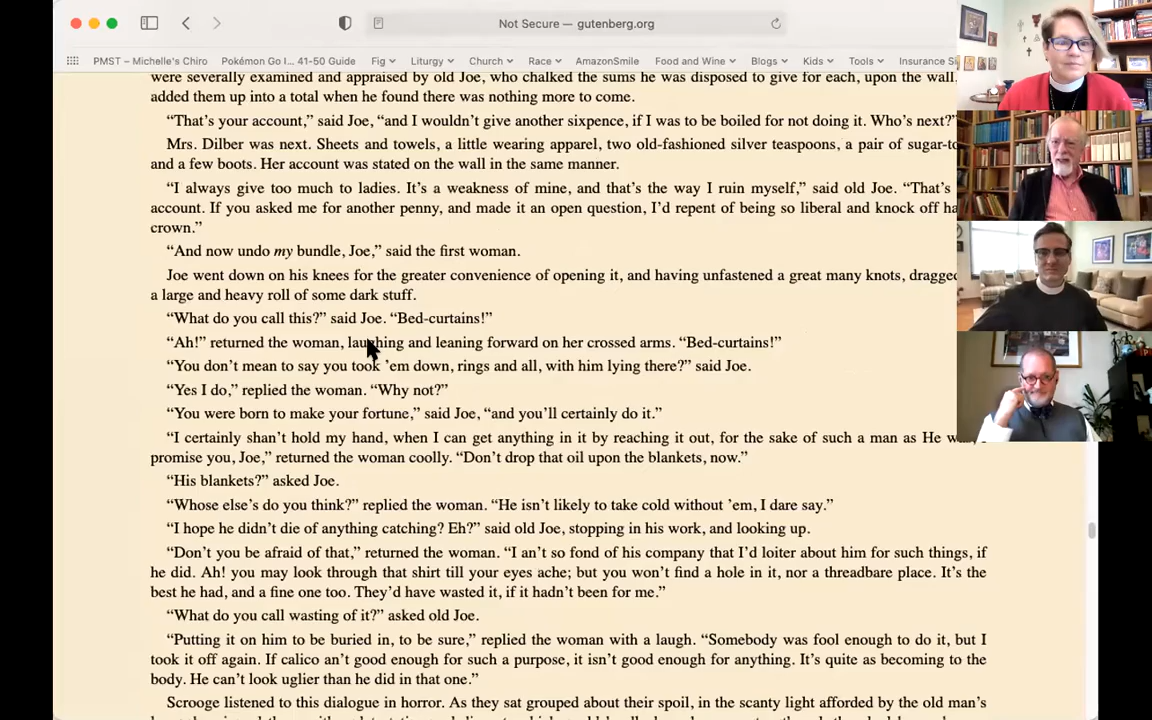 Not Secure — gutenberg.org
PMST – Michelle's Chiro Pokémon Go I... 41-50 Guide Fig Liturgy Church Race AmazonSmile Food and Wine Blogs Kids Tools Insurance
were severally examined and appraised by old Joe, who chalked the sums he was disposed to give for each, upon the wall,
added them up into a total when he found there was nothing more to come.
“That’s your account,” said Joe, “and I wouldn’t give another sixpence, if I was to be boiled for not doing it. Who’s next?”
Mrs. Dilber was next. Sheets and towels, a little wearing apparel, two old-fashioned silver teaspoons, a pair of
and a few boots. Her account was stated on the wall in the same manner.
“I always give too much to ladies. It’s a weakness of mine, and that’s the way I ruin myself,” said old Joe. “That’s
account. If you asked me for another penny, and made it an open question, I’d repent of being so liberal and knock off
crown.”
“And now undo my bundle, Joe,” said the first woman.
Joe went down on his knees for the greater convenience of opening it, and having unfastened a great many knots, dragged
a large and heavy roll of some dark stuff.
“What do you call this?” said Joe. “Bed-curtains!”
“Ah!” returned the woman, laughing and leaning forward on her crossed arms. “Bed-curtains!”
“You don’t mean to say you took ’em down, rings and all, with him lying there?” said Joe.
“Yes I do,” replied the woman. “Why not?”
“You were born to make your fortune,” said Joe, “and you’ll certainly do it.”
“I certainly shan’t hold my hand, when I can get anything in it by reaching it out, for the sake of such a man as He
promise you, Joe,” returned the woman coolly. “Don’t drop that oil upon the blankets, now.”
“His blankets?” asked Joe.
“Whose else’s do you think?” replied the woman. “He isn’t likely to take cold without ’em, I dare say.”
“I hope he didn’t die of anything catching? Eh?” said old Joe, stopping in his work, and looking up.
“Don’t you be afraid of that,” returned the woman. “I an’t so fond of his company that I’d loiter about him for such things, if
he did. Ah! you may look through that shirt till your eyes ache; but you won’t find a hole in it, nor a threadbare place. It’s the
best he had, and a fine one too. They’d have wasted it, if it hadn’t been for me.”
“What do you call wasting of it?” asked old Joe.
“Putting it on him to be buried in, to be sure,” replied the woman with a laugh. “Somebody was fool enough to do it, but I
took it off again. If calico an’t good enough for such a purpose, it isn’t good enough for anything. It’s quite as becoming to the
body. He can’t look uglier than he did in that one.”
Scrooge listened to this dialogue in horror. As they sat grouped about their spoil, in the scanty light afforded by the old man’s